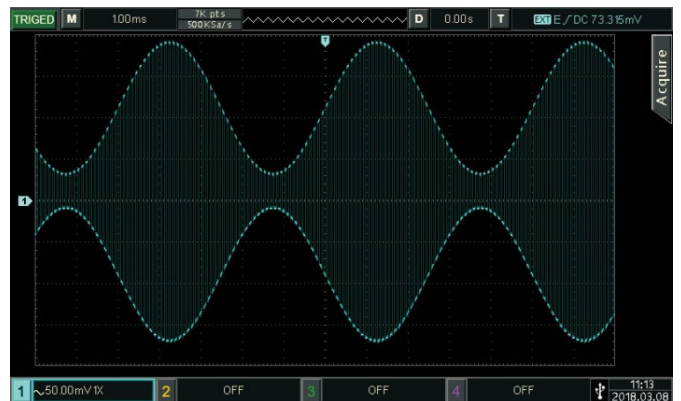 TRIGED M 1.00ms 7K pts
500KSa/s D 0.00s T EXT E DC 73.315mV
T
Acquire
1
1 50.00mV 1X 2 OFF 3 OFF 4 OFF 11:13
2018.03.08